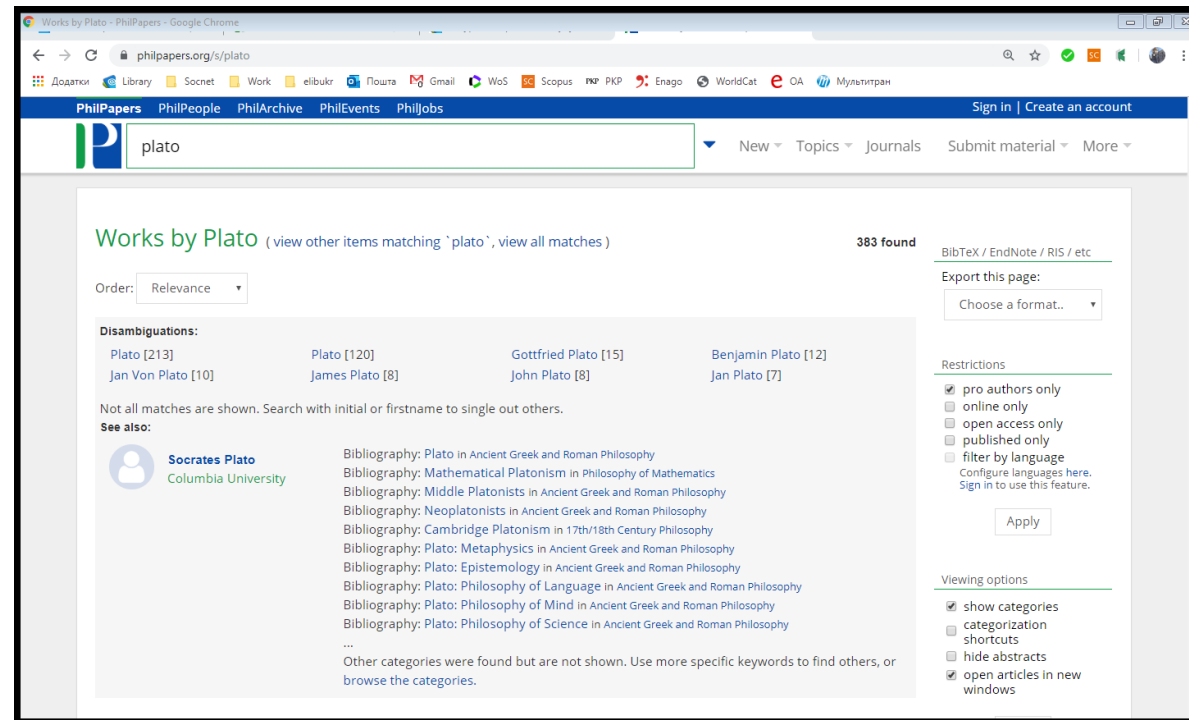 Works by Plato - PhilPapers - Google Chrome
philpapers.org/s/plato
Додатки Library Socnet Work elibukr Пошта Gmail WoS SC Scopus PKP PKP Enago WorldCat OA Мультитран
PhilPapers PhilPeople PhilArchive PhilEvents PhilJobs Sign in | Create an account
plato New Topics Journals Submit material More
Works by Plato ( view other items matching `plato`, view all matches ) 383 found
Order: Relevance
Disambiguations:
Plato [213] Plato [120] Gottfried Plato [15] Benjamin Plato [12]
Jan Von Plato [10] James Plato [8] John Plato [8] Jan Plato [7]
Not all matches are shown. Search with initial or firstname to single out others.
See also:
Socrates Plato
Columbia University
Bibliography: Plato in Ancient Greek and Roman Philosophy
Bibliography: Mathematical Platonism in Philosophy of Mathematics
Bibliography: Middle Platonists in Ancient Greek and Roman Philosophy
Bibliography: Neoplatonists in Ancient Greek and Roman Philosophy
Bibliography: Cambridge Platonism in 17th/18th Century Philosophy
Bibliography: Plato: Metaphysics in Ancient Greek and Roman Philosophy
Bibliography: Plato: Epistemology in Ancient Greek and Roman Philosophy
Bibliography: Plato: Philosophy of Language in Ancient Greek and Roman Philosophy
Bibliography: Plato: Philosophy of Mind in Ancient Greek and Roman Philosophy
Bibliography: Plato: Philosophy of Science in Ancient Greek and Roman Philosophy
...
Other categories were found but are not shown. Use more specific keywords to find others, or
browse the categories.
BibTeX / EndNote / RIS / etc
Export this page:
Choose a format..
Restrictions
pro authors only
online only
open access only
published only
filter by language
Configure languages here.
Sign in to use this feature.
Apply
Viewing options
show categories
categorization
shortcuts
hide abstracts
open articles in new
windows